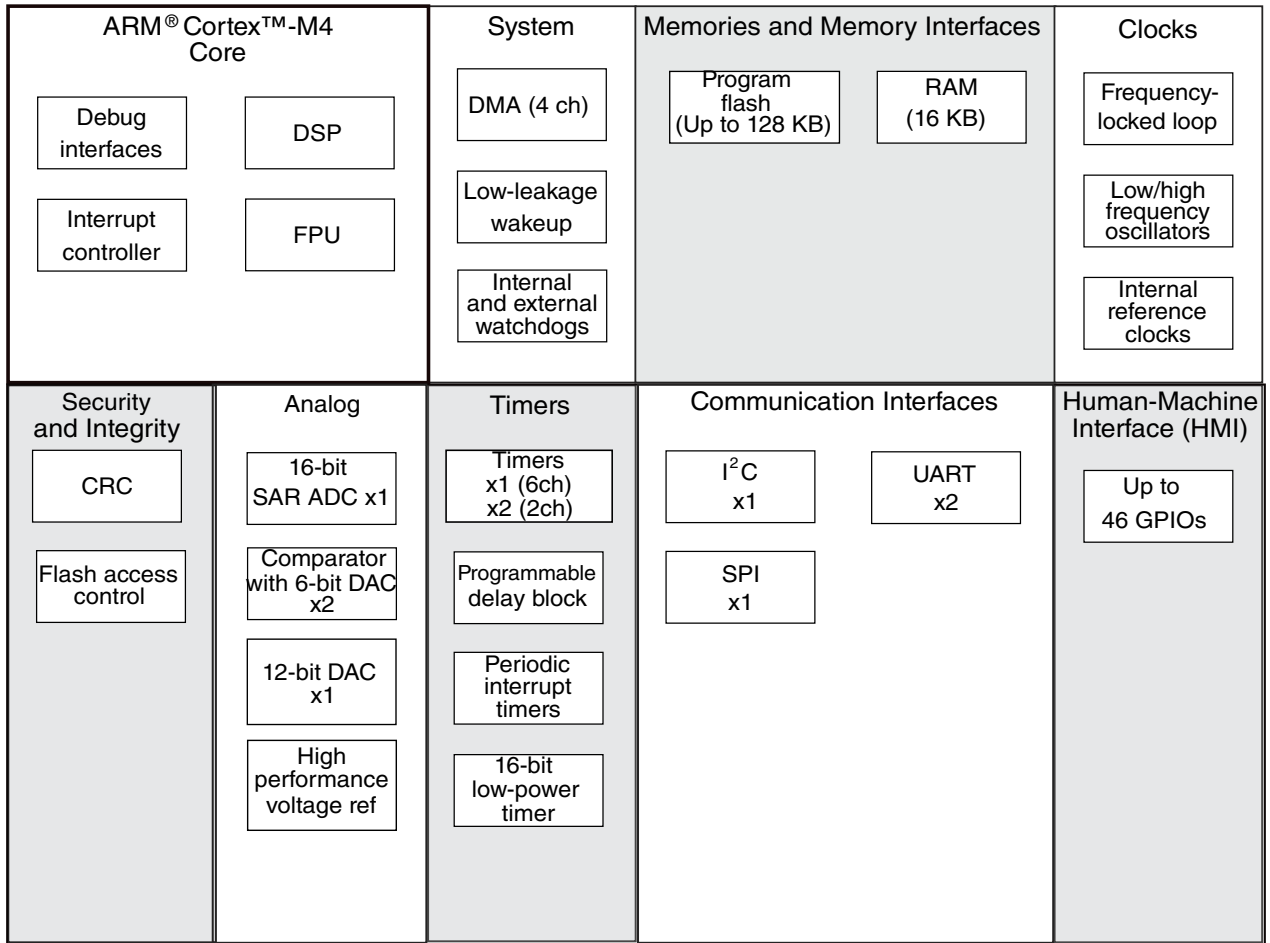 ARM® Cortex™-M4
Core
Debug
interfaces
DSP
Interrupt
controller
FPU
System
DMA (4 ch)
Low-leakage
wakeup
Internal
and external
watchdogs
Memories and Memory Interfaces
Program
flash
(Up to 128 KB)
RAM
(16 KB)
Clocks
Frequency-
locked loop
Low/high
frequency
oscillators
Internal
reference
clocks
Security
and Integrity
CRC
Flash access
control
Analog
16-bit
SAR ADC x1
Comparator
with 6-bit DAC
x2
12-bit DAC
x1
High
performance
voltage ref
Timers
Timers
x1 (6ch)
x2 (2ch)
Programmable
delay block
Periodic
interrupt
timers
16-bit
low-power
timer
Communication Interfaces
I²C
x1
UART
x2
SPI
x1
Human-Machine
Interface (HMI)
Up to
46 GPIOs